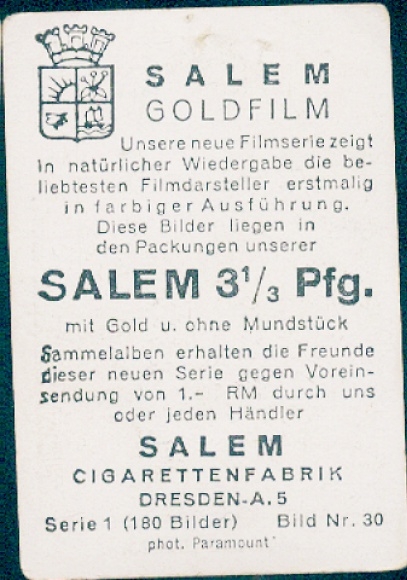 SALEM
GOLDFILM
Unsere neue Filmserie zeigt
in natürlicher Wiedergabe die be-
liebtesten Filmdarsteller erstmalig
in farbiger Ausführung.
Diese Bilder liegen in
den Packungen unserer
SALEM 3 1/3 Pfg.
mit Gold u. ohne Mundstück
Sammelalben erhalten die Freunde
dieser neuen Serie gegen Vorein-
sendung von 1.- RM durch uns
oder jeden Händler
SALEM
CIGARETTENFABRIK
DRESDEN-A. 5
Serie 1 (180 Bilder) Bild Nr. 30
phot. Paramount